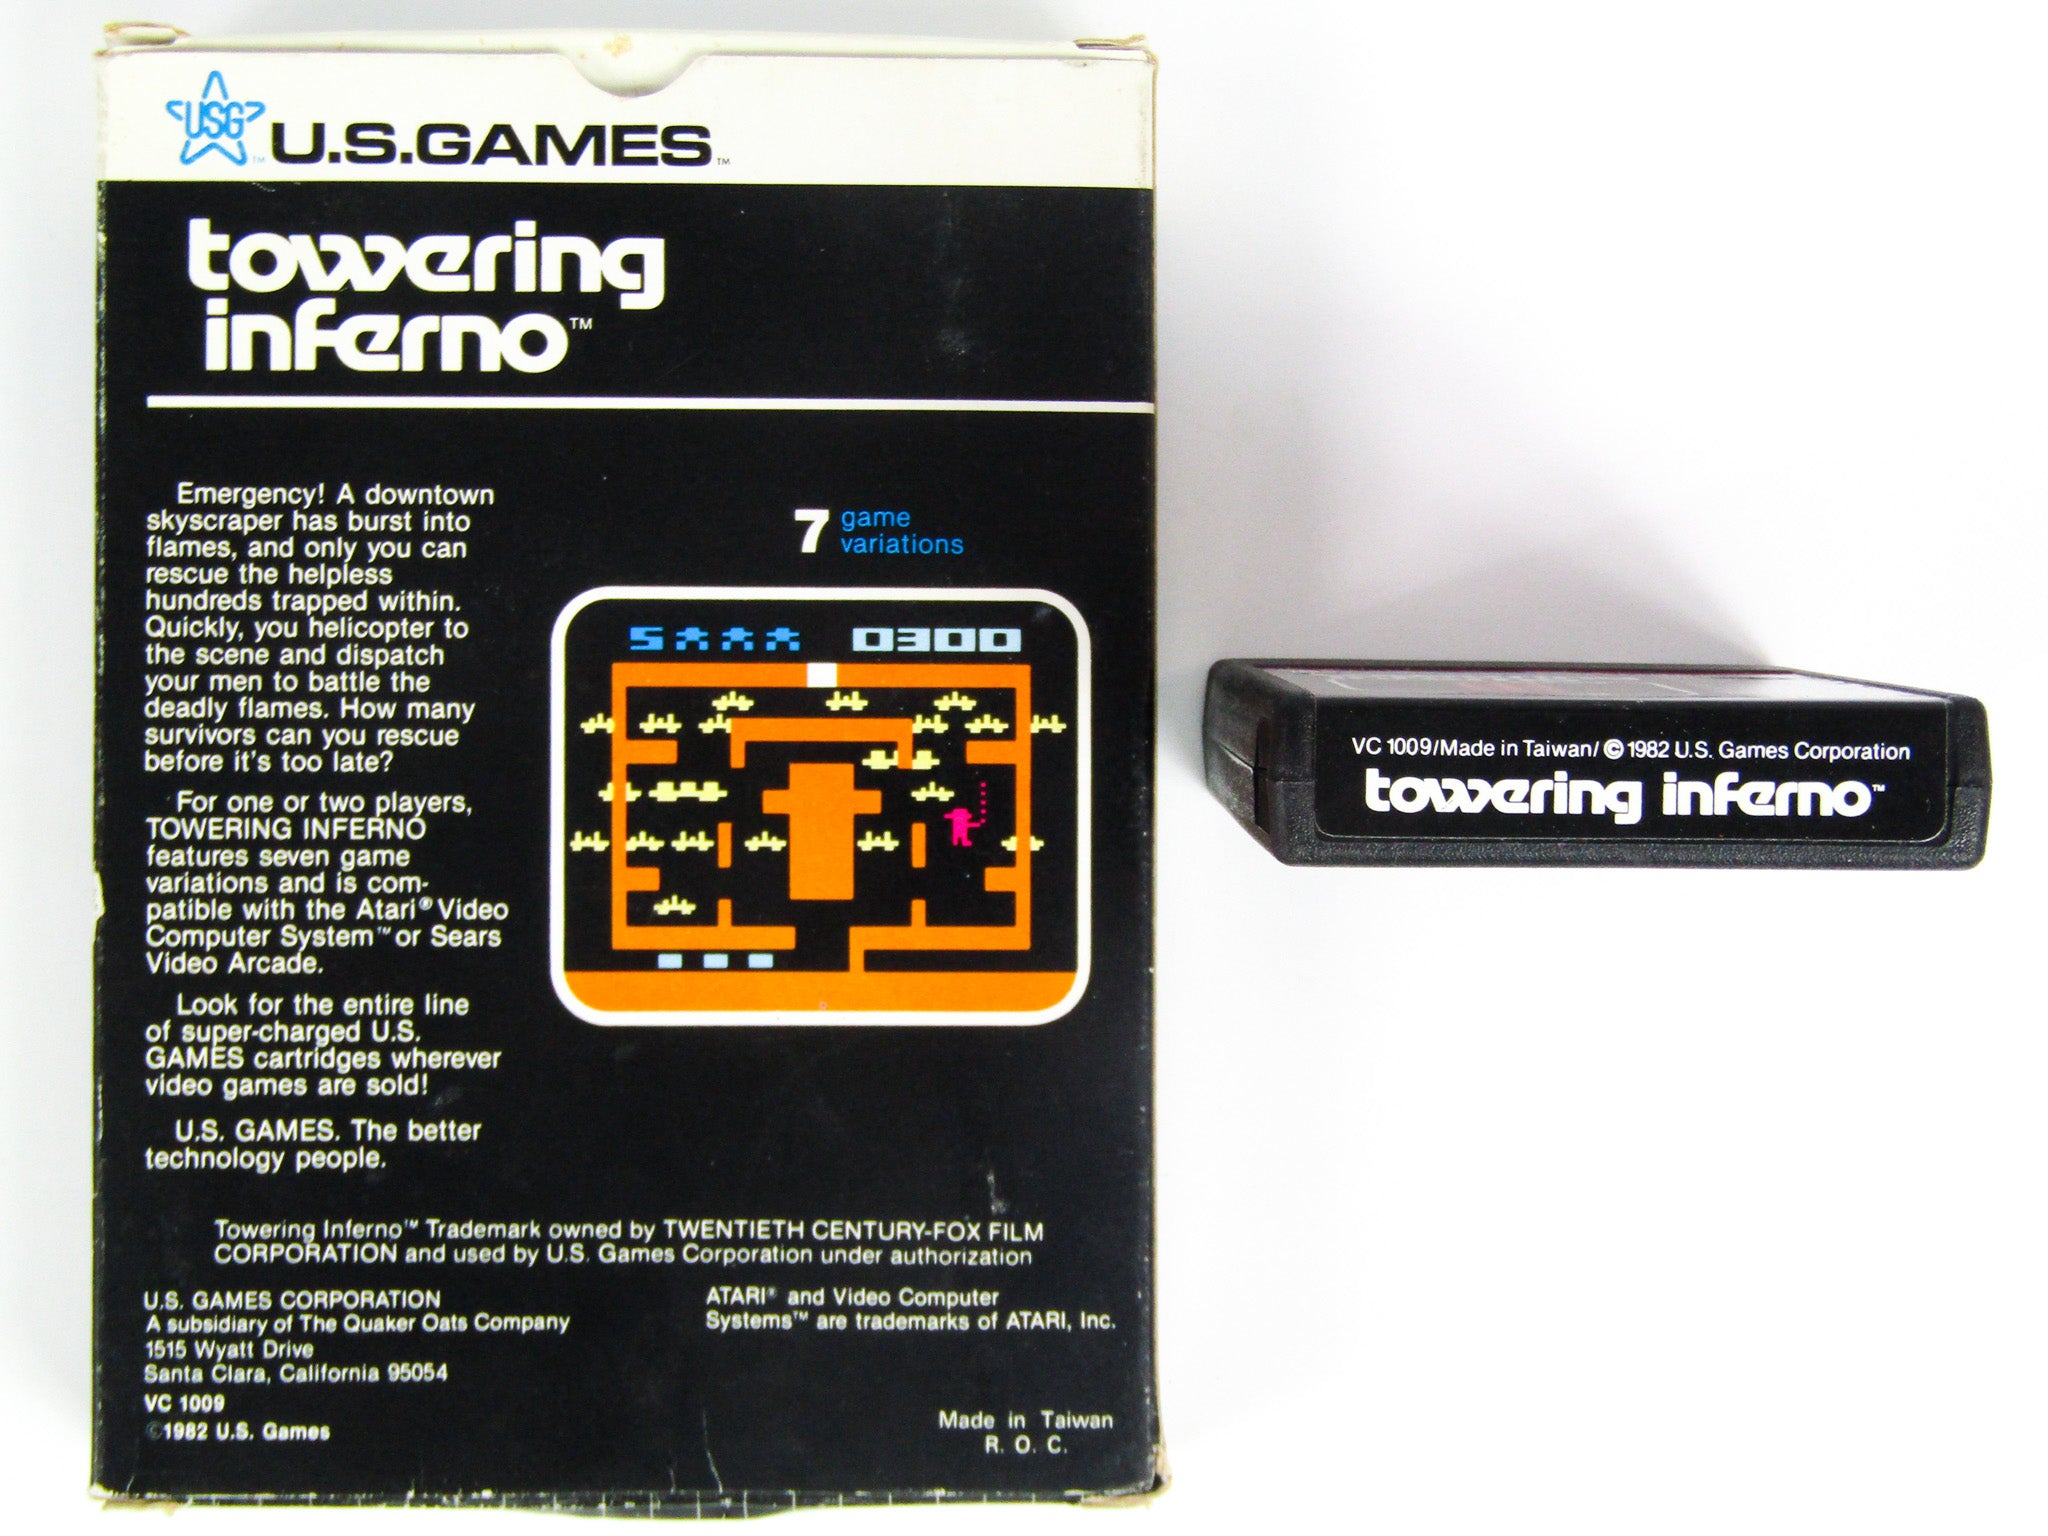 USG™ U.S.GAMES™
towering
inferno™
Emergency! A downtown
skyscraper has burst into
flames, and only you can
rescue the helpless
hundreds trapped within.
Quickly, you helicopter to
the scene and dispatch
your men to battle the
deadly flames. How many
survivors can you rescue
before it's too late?
For one or two players,
TOWERING INFERNO
features seven game
variations and is com-
patible with the Atari® Video
Computer System™ or Sears
Video Arcade.
Look for the entire line
of super-charged U.S.
GAMES cartridges wherever
video games are sold!
U.S. GAMES. The better
technology people.
7 game
variations
5 0300
Towering Inferno™ Trademark owned by TWENTIETH CENTURY-FOX FILM
CORPORATION and used by U.S. Games Corporation under authorization
U.S. GAMES CORPORATION
A subsidiary of The Quaker Oats Company
1515 Wyatt Drive
Santa Clara, California 95054
VC 1009
©1982 U.S. Games
ATARI® and Video Computer
Systems™ are trademarks of ATARI, Inc.
Made in Taiwan
R. O. C.
VC 1009/Made in Taiwan/ © 1982 U.S. Games Corporation
towering inferno™